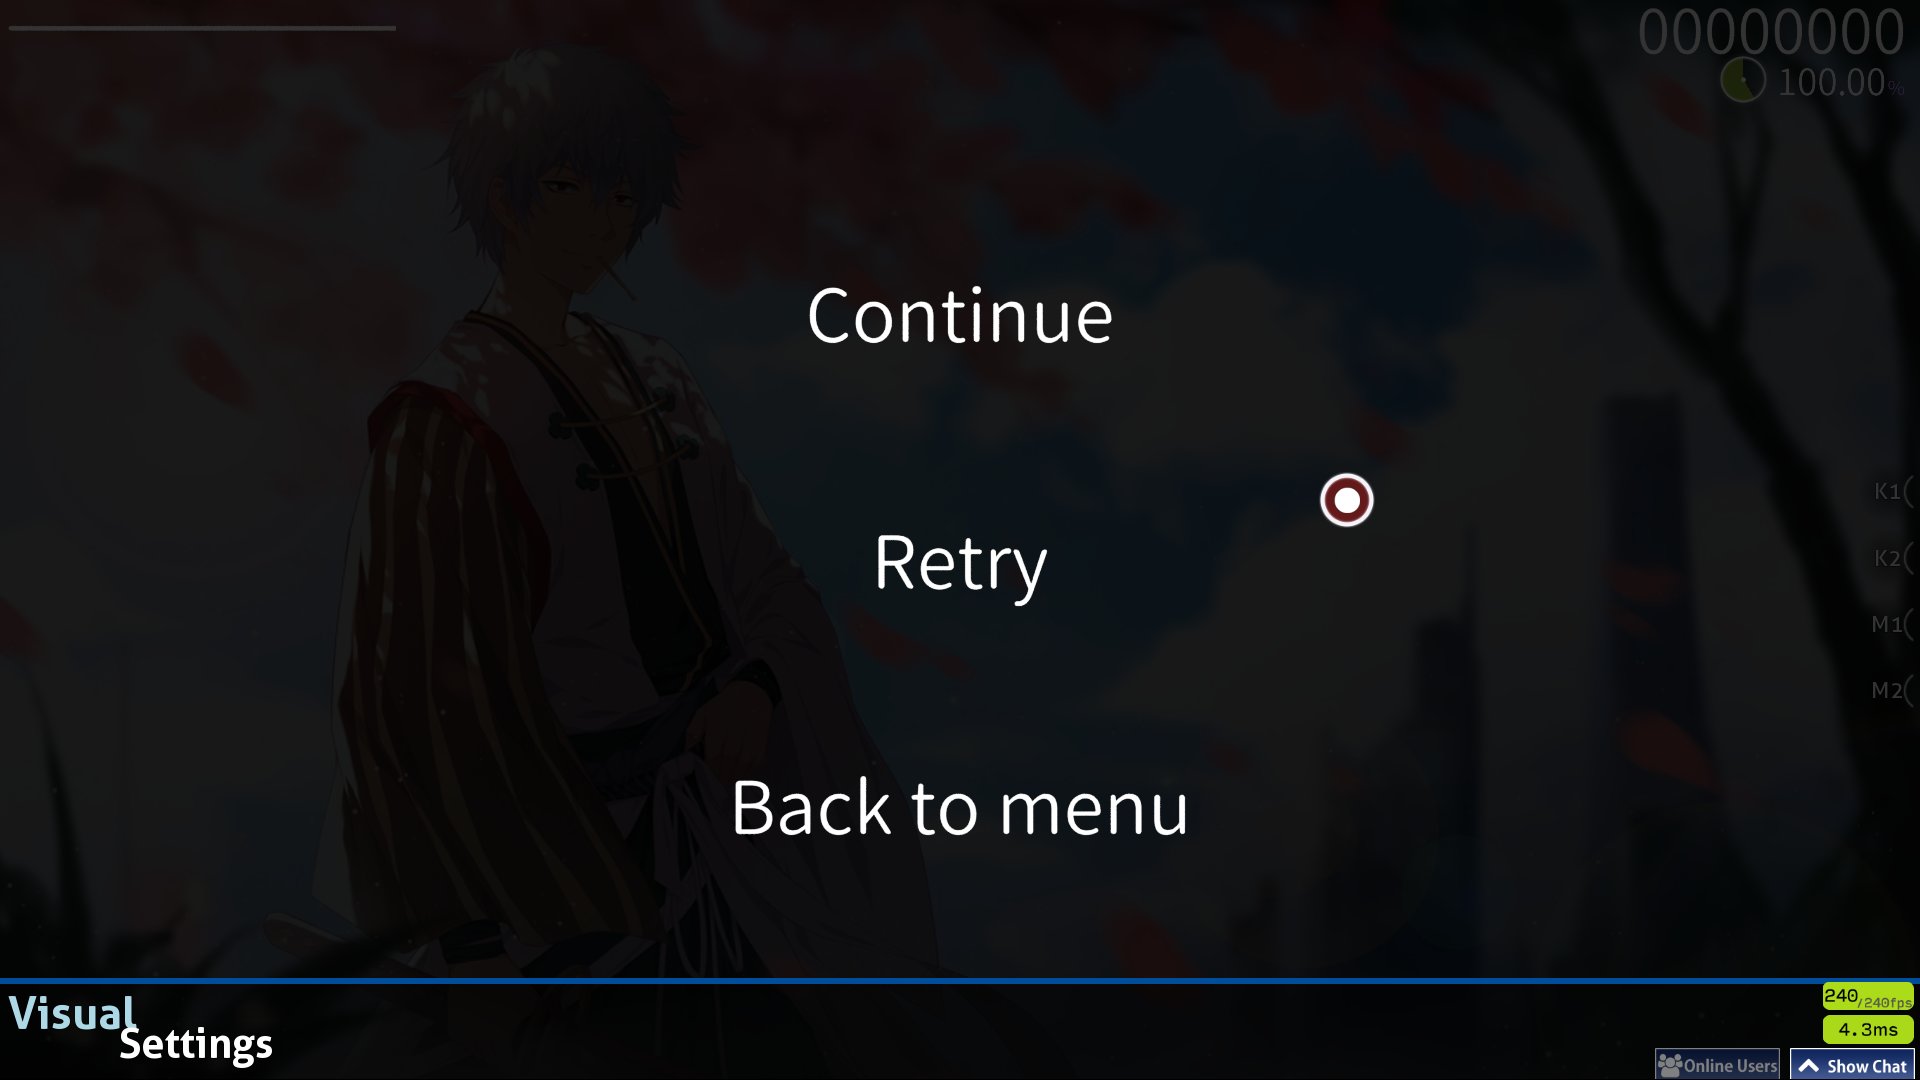 00000000
100.00%
Continue
K1
K2
Retry
M1
M2
Back to menu
Visual
Settings
240/240fps
4.3ms
Online Users
Show Chat